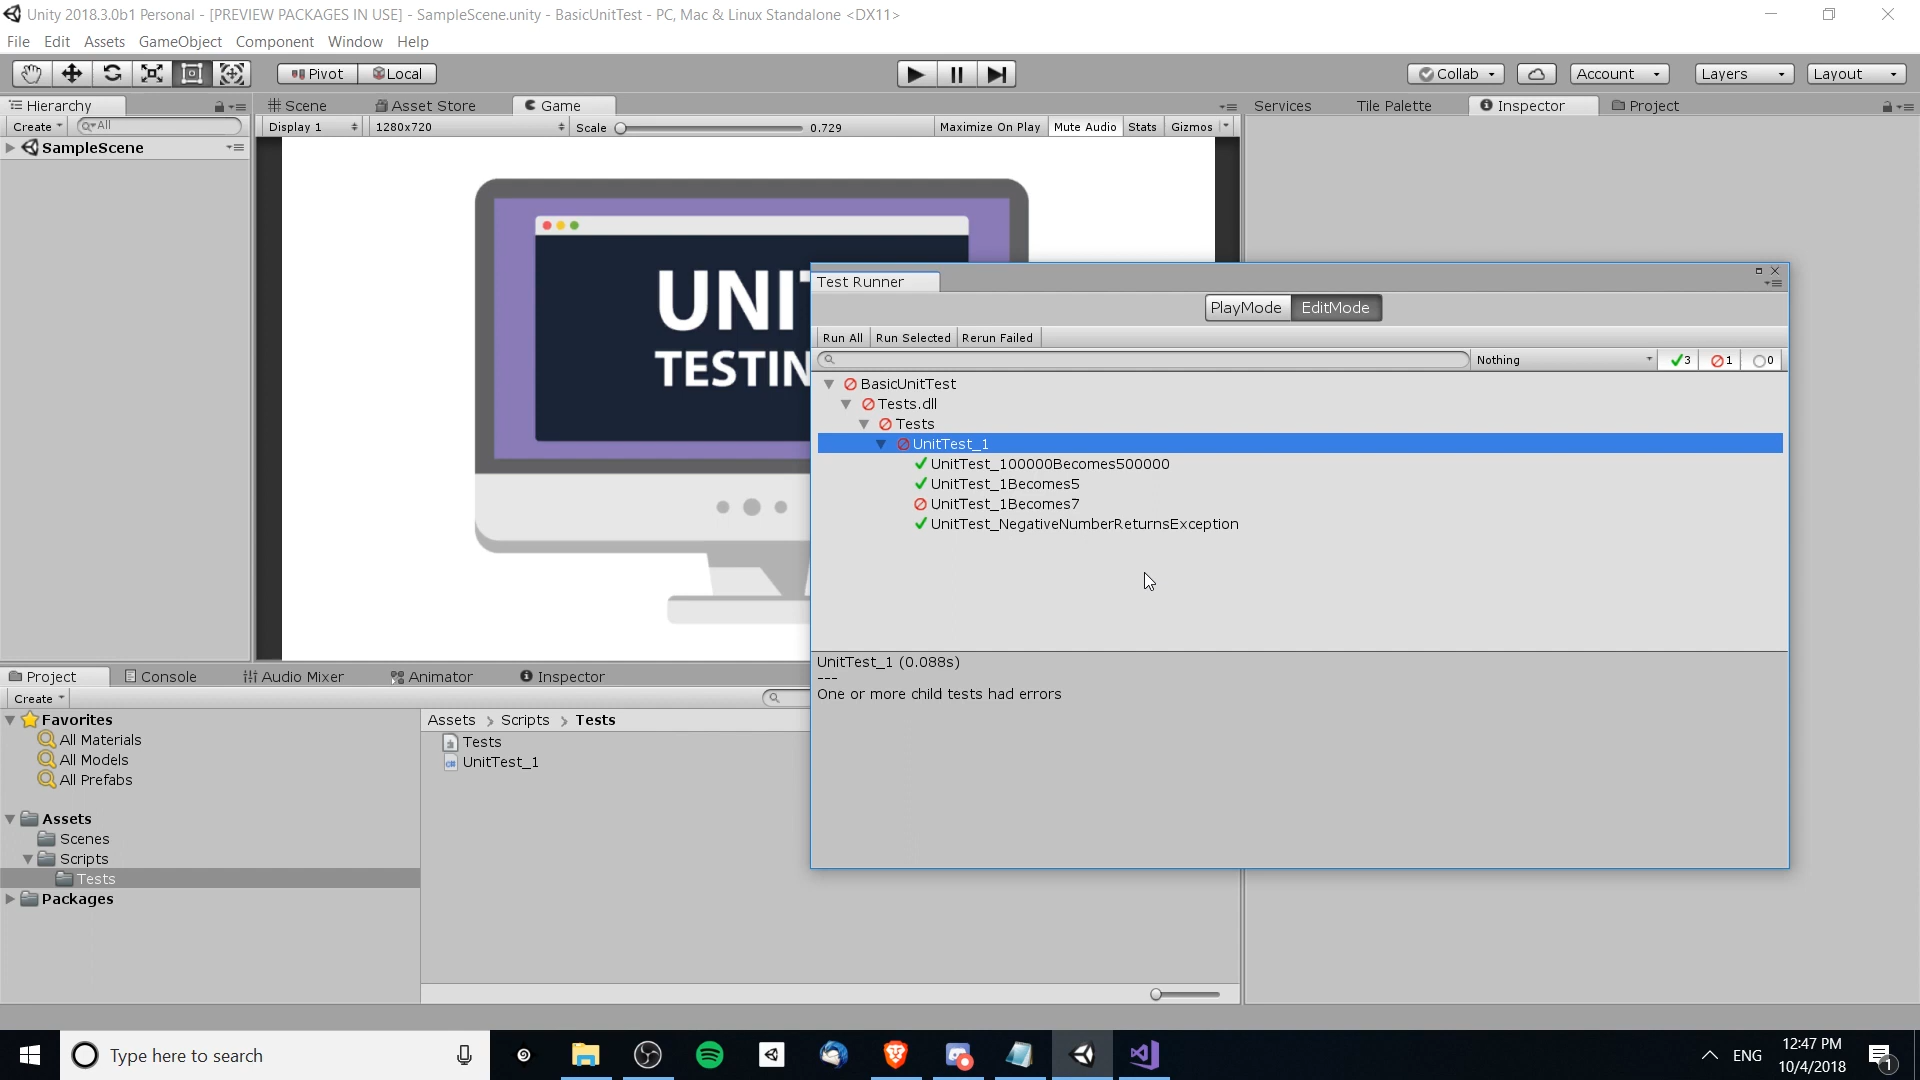 Unity 2018.3.0b1 Personal - [PREVIEW PACKAGES IN USE] - SampleScene.unity - BasicUnitTest - PC, Mac & Linux Standalone <DX11>
File Edit Assets GameObject Component Window Help
Pivot Local
Collab Account Layers Layout
Hierarchy
Create All
SampleScene
Scene Asset Store Game
Display 1 1280x720 Scale 0.729 Maximize On Play Mute Audio Stats Gizmos
Services Tile Palette Inspector Project
UNIT
TESTIN
Test Runner
PlayMode EditMode
Run All Run Selected Rerun Failed
Nothing 3 1 0
BasicUnitTest
Tests.dll
Tests
UnitTest_1
UnitTest_100000Becomes500000
UnitTest_1Becomes5
UnitTest_1Becomes7
UnitTest_NegativeNumberReturnsException
UnitTest_1 (0.088s)
---
One or more child tests had errors
Project Console Audio Mixer Animator Inspector
Create
Favorites
All Materials
All Models
All Prefabs
Assets
Scenes
Scripts
Tests
Packages
Assets > Scripts > Tests
Tests
UnitTest_1
Type here to search
ENG
12:47 PM
10/4/2018
1